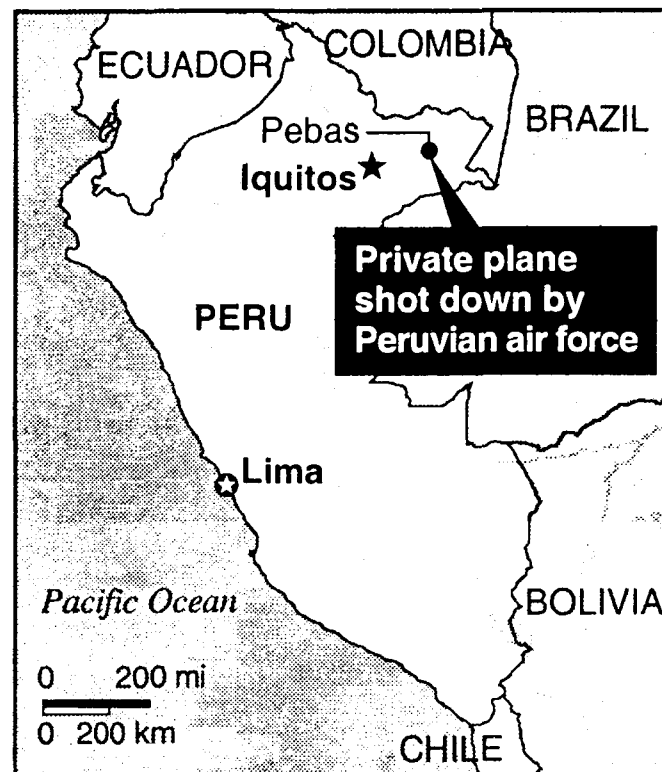 COLOMBIA
ECUADOR
BRAZIL
Pebas
Iquitos
Private plane
shot down by
Peruvian air force
PERU
Lima
Pacific Ocean
BOLIVIA
0 200 mi
0 200 km
CHILE